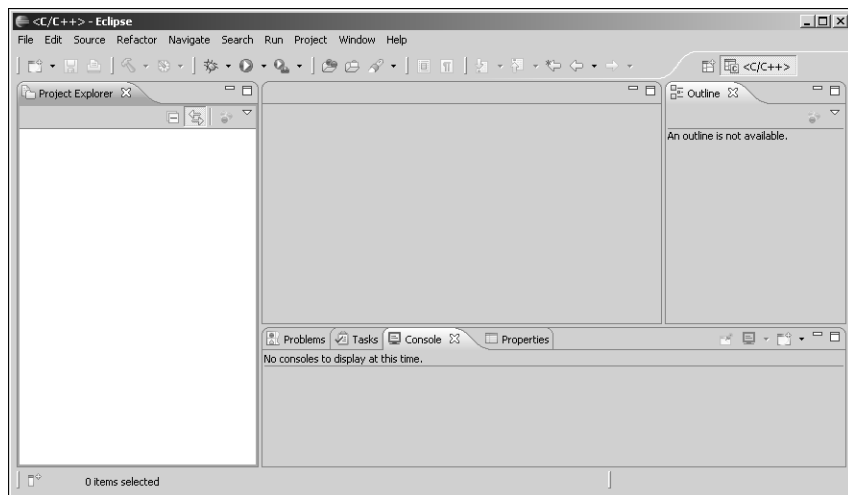 <C/C++> - Eclipse
File Edit Source Refactor Navigate Search Run Project Window Help
<C/C++>
Project Explorer
Outline
An outline is not available.
Problems Tasks Console Properties
No consoles to display at this time.
0 items selected